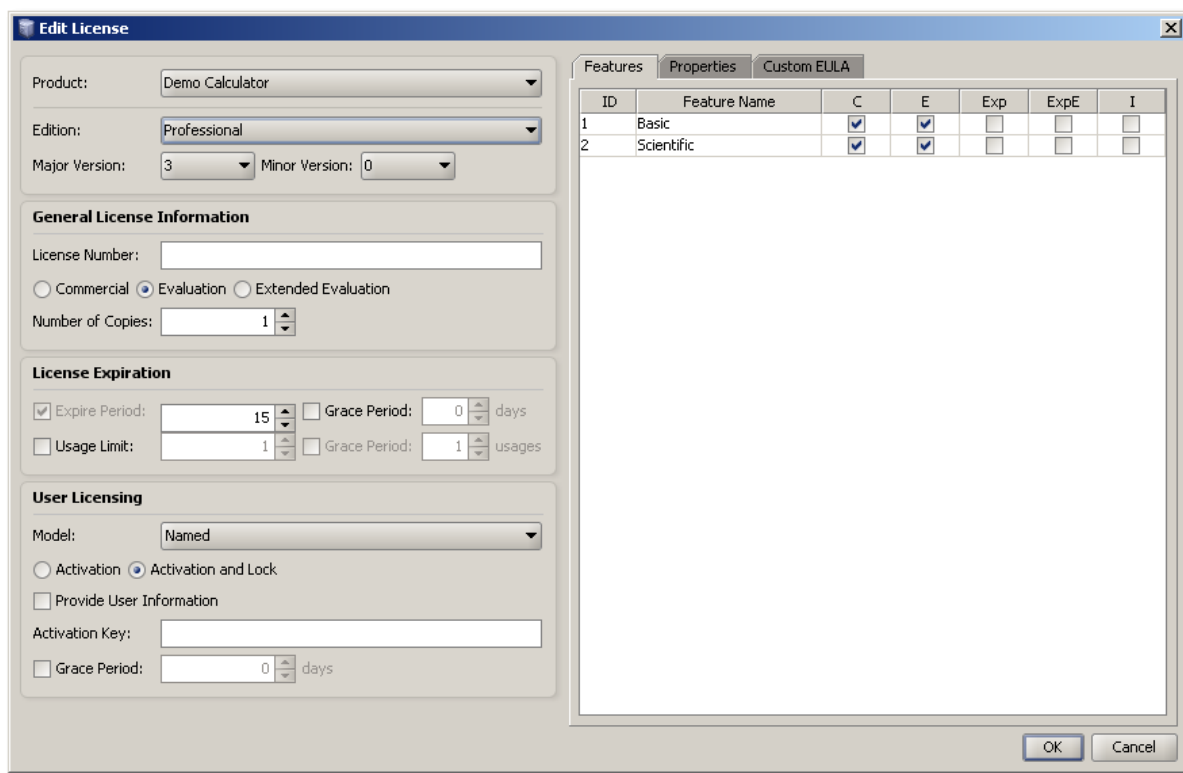 Edit License
Product: Demo Calculator
Edition: Professional
Major Version: 3 Minor Version: 0
General License Information
License Number:
Commercial Evaluation Extended Evaluation
Number of Copies: 1
License Expiration
Expire Period: 15 Grace Period: 0 days
Usage Limit: 1 Grace Period: 1 usages
User Licensing
Model: Named
Activation Activation and Lock
Provide User Information
Activation Key:
Grace Period: 0 days
Features Properties Custom EULA
ID Feature Name C E Exp ExpE I
1 Basic
2 Scientific
OK Cancel